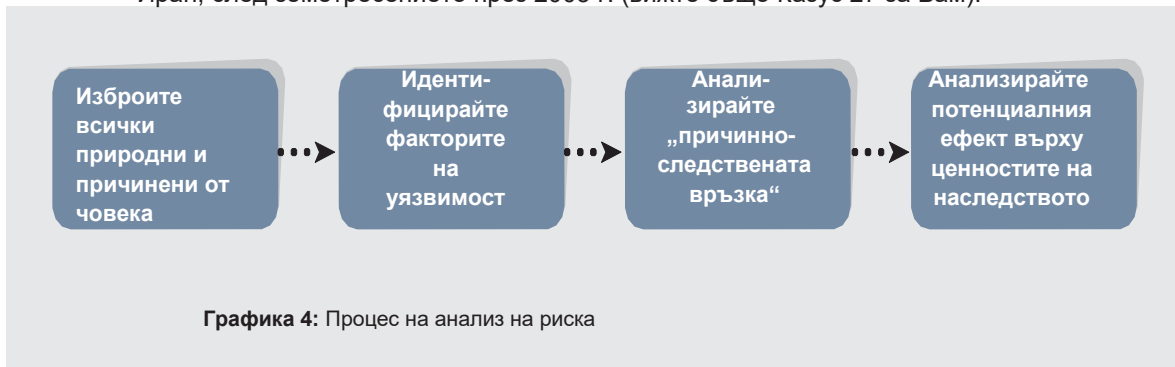 Изброите
всички
природни и
причинени от
човека
Иденти-
фицирайте
факторите
на
уязвимост
Анали-
зирайте
„причинно-
следствената
връзка“
Анализирайте
потенциалния
ефект върху
ценностите на
наследството
Графика 4: Процес на анализ на риска